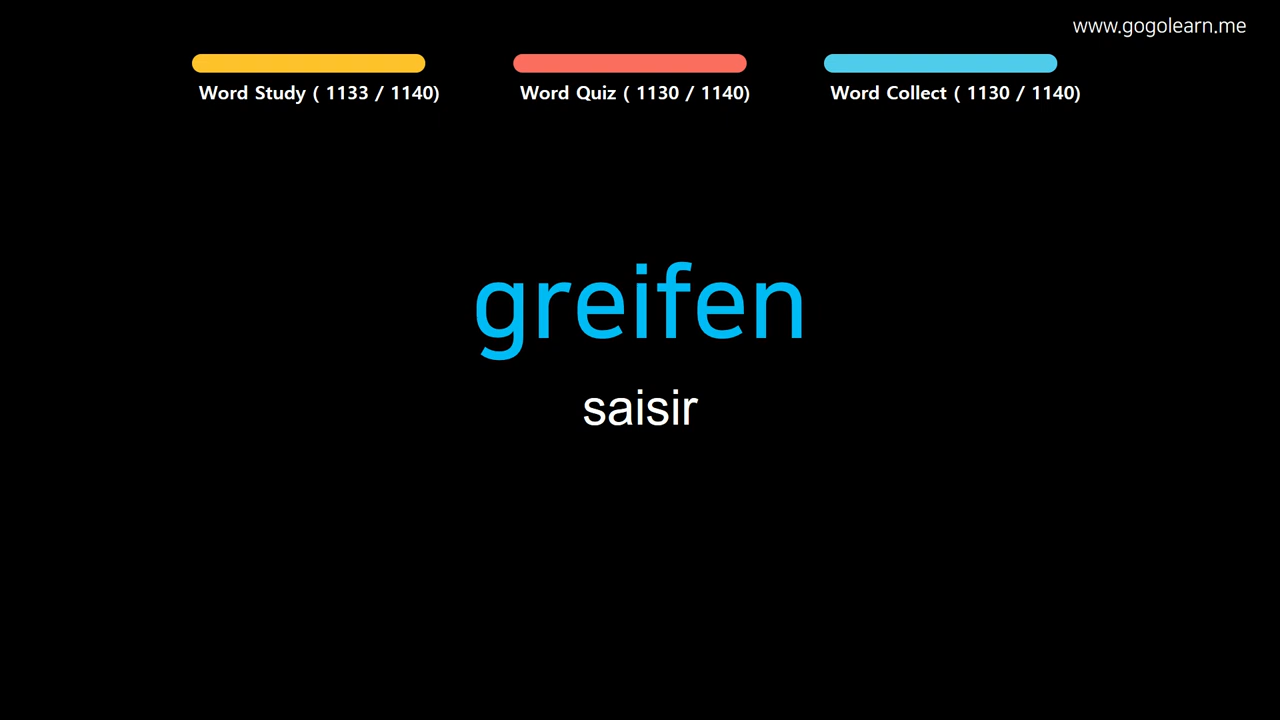 www.gogolearn.me
Word Study ( 1133 / 1140)
Word Quiz ( 1130 / 1140)
Word Collect ( 1130 / 1140)
greifen
saisir